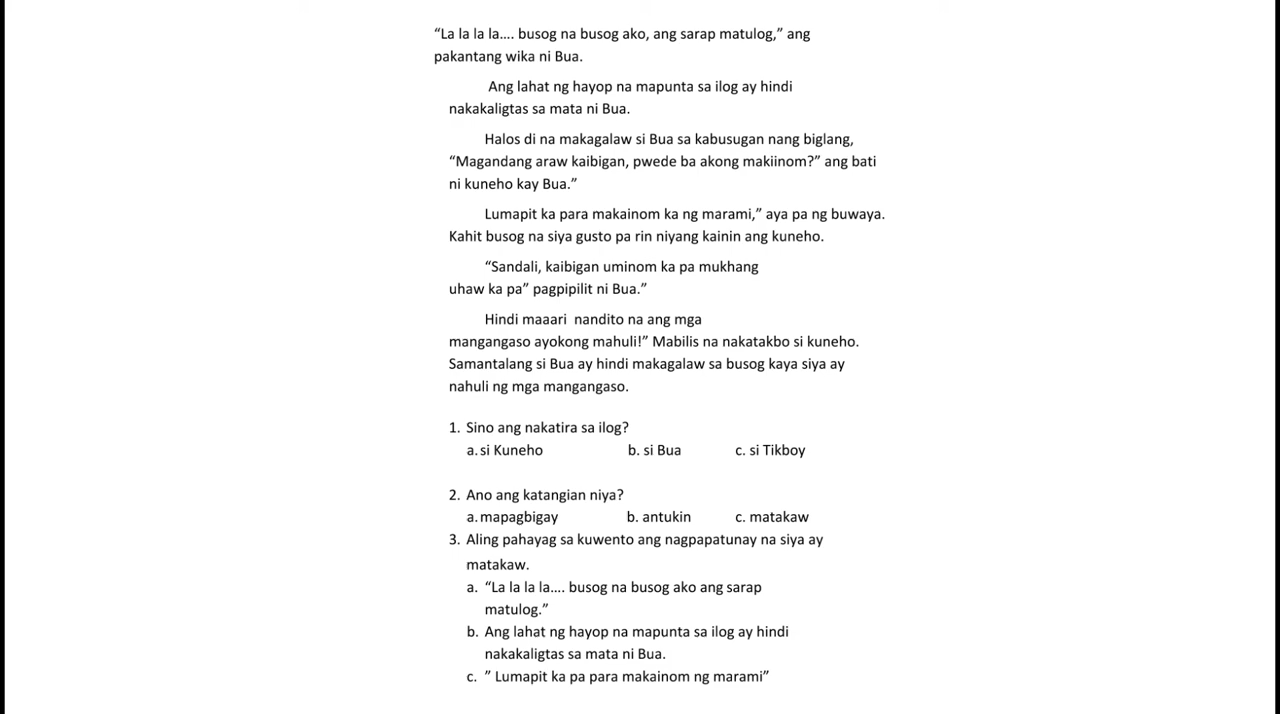 “La la la la.... busog na busog ako, ang sarap matulog,” ang
pakantang wika ni Bua.
Ang lahat ng hayop na mapunta sa ilog ay hindi
nakakaligtas sa mata ni Bua.
Halos di na makagalaw si Bua sa kabusugan nang biglang,
“Magandang araw kaibigan, pwede ba akong makiinom?” ang bati
ni kuneho kay Bua.”
Lumapit ka para makainom ka ng marami,” aya pa ng buwaya.
Kahit busog na siya gusto pa rin niyang kainin ang kuneho.
“Sandali, kaibigan uminom ka pa mukhang
uhaw ka pa” pagpipilit ni Bua.”
Hindi maaari nandito na ang mga
mangangaso ayokong mahuli!” Mabilis na nakatakbo si kuneho.
Samantalang si Bua ay hindi makagalaw sa busog kaya siya ay
nahuli ng mga mangangaso.
1. Sino ang nakatira sa ilog?
a. si Kuneho b. si Bua c. si Tikboy
2. Ano ang katangian niya?
a. mapagbigay b. antukin c. matakaw
3. Aling pahayag sa kuwento ang nagpapatunay na siya ay
matakaw.
a. “La la la la.... busog na busog ako ang sarap
matulog.”
b. Ang lahat ng hayop na mapunta sa ilog ay hindi
nakakaligtas sa mata ni Bua.
c. ” Lumapit ka pa para makainom ng marami”